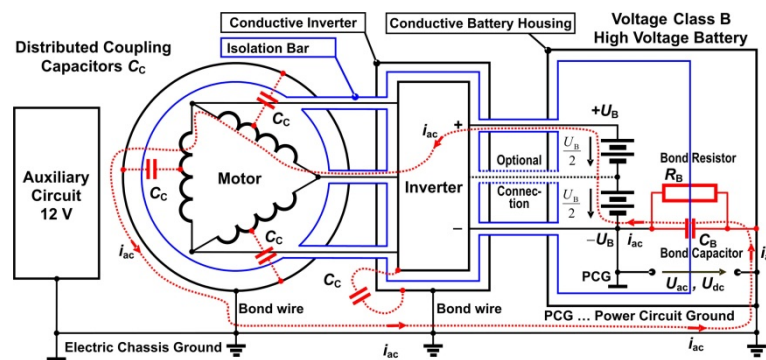 Conductive Inverter
Conductive Battery Housing
Voltage Class B
High Voltage Battery
Distributed Coupling
Capacitors CC
Isolation Bar
Auxiliary
Circuit
12 V
CC
CC
CC
CC
Motor
Inverter
+
−
iac
+UB
UB
2
Optional
Connec-
tion
UB
2
−UB
Bond Resistor
RB
iac
CB
Bond Capacitor
PCG
Uac , Udc
iac
Bond wire
Bond wire
PCG ... Power Circuit Ground
Electric Chassis Ground
iac
iac